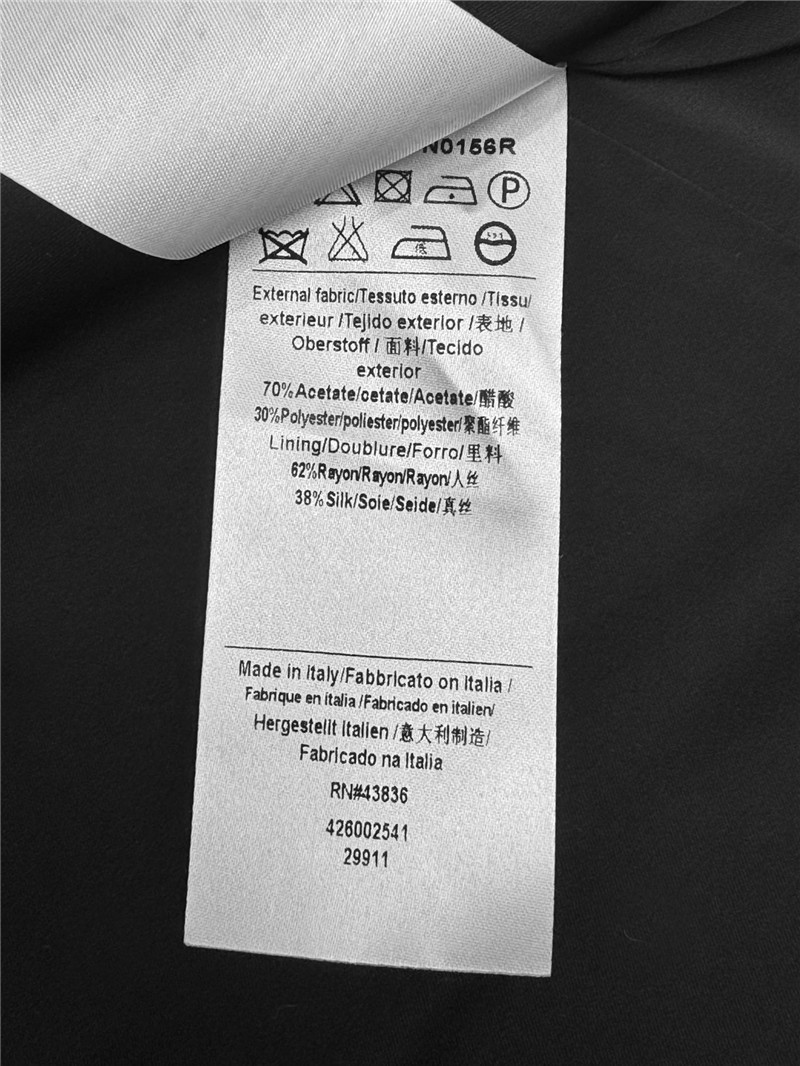 N0156R
P
低
External fabric/Tessuto esterno /Tissu/
exterieur /Tejido exterior /表地 /
Oberstoff / 面料/Tecido
exterior
70%Acetate/cetate/Acetate/醋酸
30%Polyester/poliester/polyester/聚酯纤维
Lining/Doublure/Forro/里料
62%Rayon/Rayon/Rayon/人丝
38%Silk/Soie/Seide/真丝
Made in Italy/Fabbricato on Italia /
Fabrique en italia /Fabricado en italien/
Hergestellt Italien /意大利制造/
Fabricado na Italia
RN#43836
426002541
29911